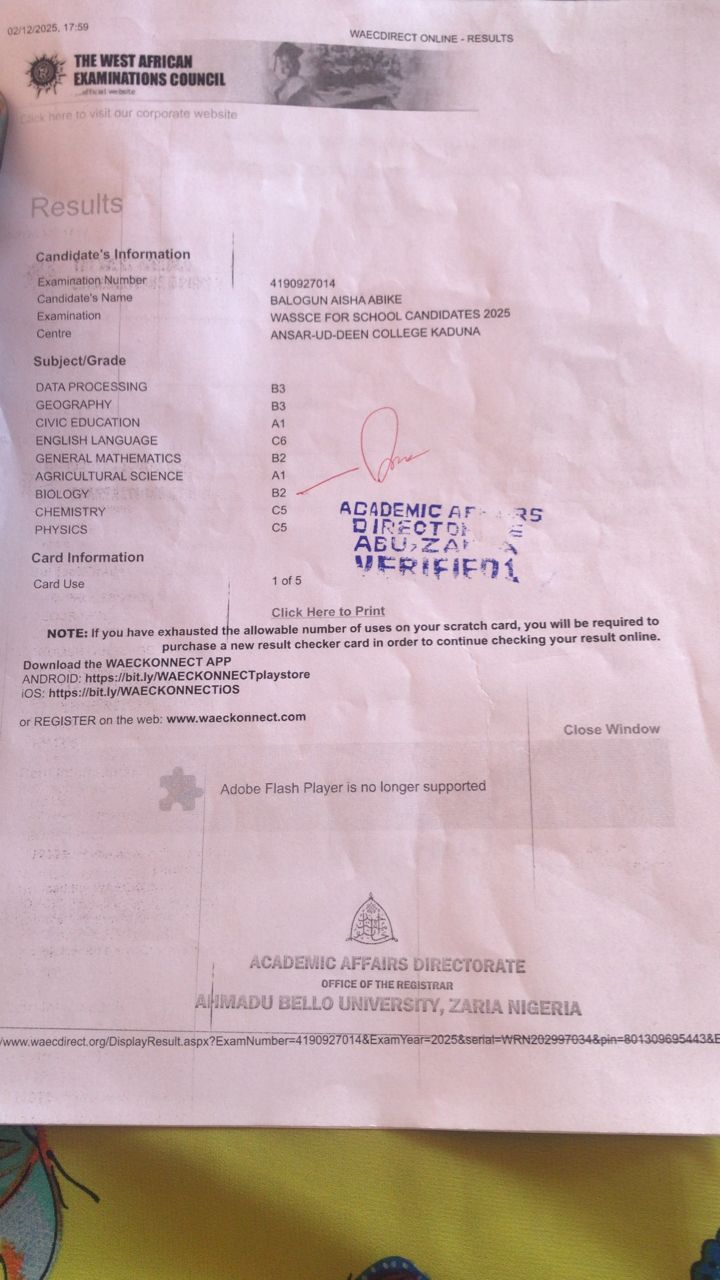 02/12/2025, 17:59
WAECDIRECT ONLINE - RESULTS
THE WEST AFRICAN
EXAMINATIONS COUNCIL
...official website
Click here to visit our corporate website
Results
Candidate's Information
Examination Number 4190927014
Candidate's Name BALOGUN AISHA ABIKE
Examination WASSCE FOR SCHOOL CANDIDATES 2025
Centre ANSAR-UD-DEEN COLLEGE KADUNA
Subject/Grade
DATA PROCESSING B3
GEOGRAPHY B3
CIVIC EDUCATION A1
ENGLISH LANGUAGE C6
GENERAL MATHEMATICS B2
AGRICULTURAL SCIENCE A1
BIOLOGY B2
CHEMISTRY C5
PHYSICS C5
ACADEMIC
ABU,
VERIFIED
Card Information
Card Use 1 of 5
Click Here to Print
NOTE: If you have exhausted the allowable number of uses on your scratch card, you will be required to
purchase a new result checker card in order to continue checking your result online.
Download the WAECKONNECT APP
ANDROID: https://bit.ly/WAECKONNECTplaystore
iOS: https://bit.ly/WAECKONNECTiOS
or REGISTER on the web: www.waeckonnect.com
Close Window
Adobe Flash Player is no longer supported
ACADEMIC AFFAIRS DIRECTORATE
OFFICE OF THE REGISTRAR
AHMADU BELLO UNIVERSITY, ZARIA NIGERIA
/www.waecdirect.org/DisplayResult.aspx?ExamNumber=4190927014&ExamYear=2025&serial=WRN202997034&pin=801309695443&E